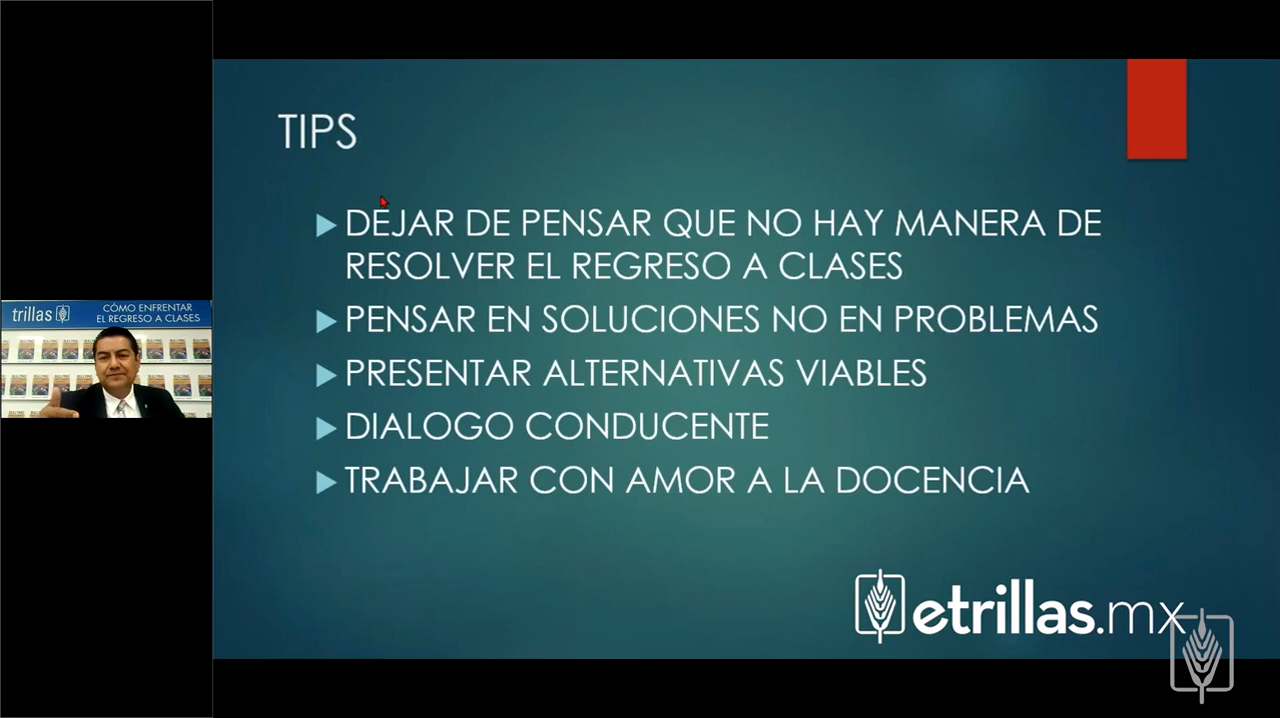 TIPS
DEJAR DE PENSAR QUE NO HAY MANERA DE
RESOLVER EL REGRESO A CLASES
PENSAR EN SOLUCIONES NO EN PROBLEMAS
PRESENTAR ALTERNATIVAS VIABLES
DIALOGO CONDUCENTE
TRABAJAR CON AMOR A LA DOCENCIA
etrillas.mx
trillas
CÓMO ENFRENTAR
EL REGRESO A CLASES